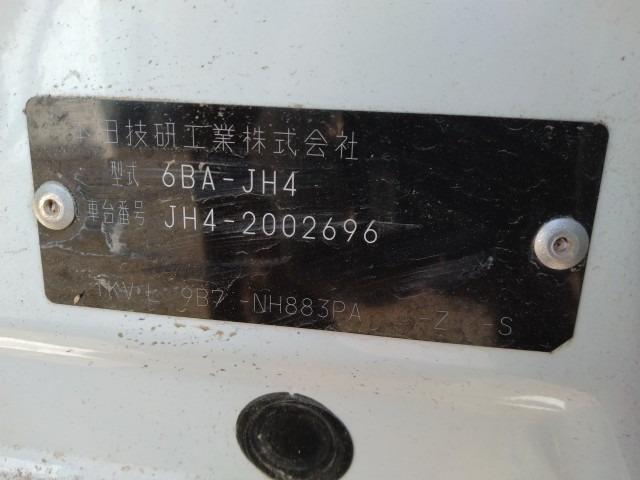 本田技研工業株式会社
型式 6BA-JH4
車台番号 JH4-2002696
9B7 -NH883PA -Z -S